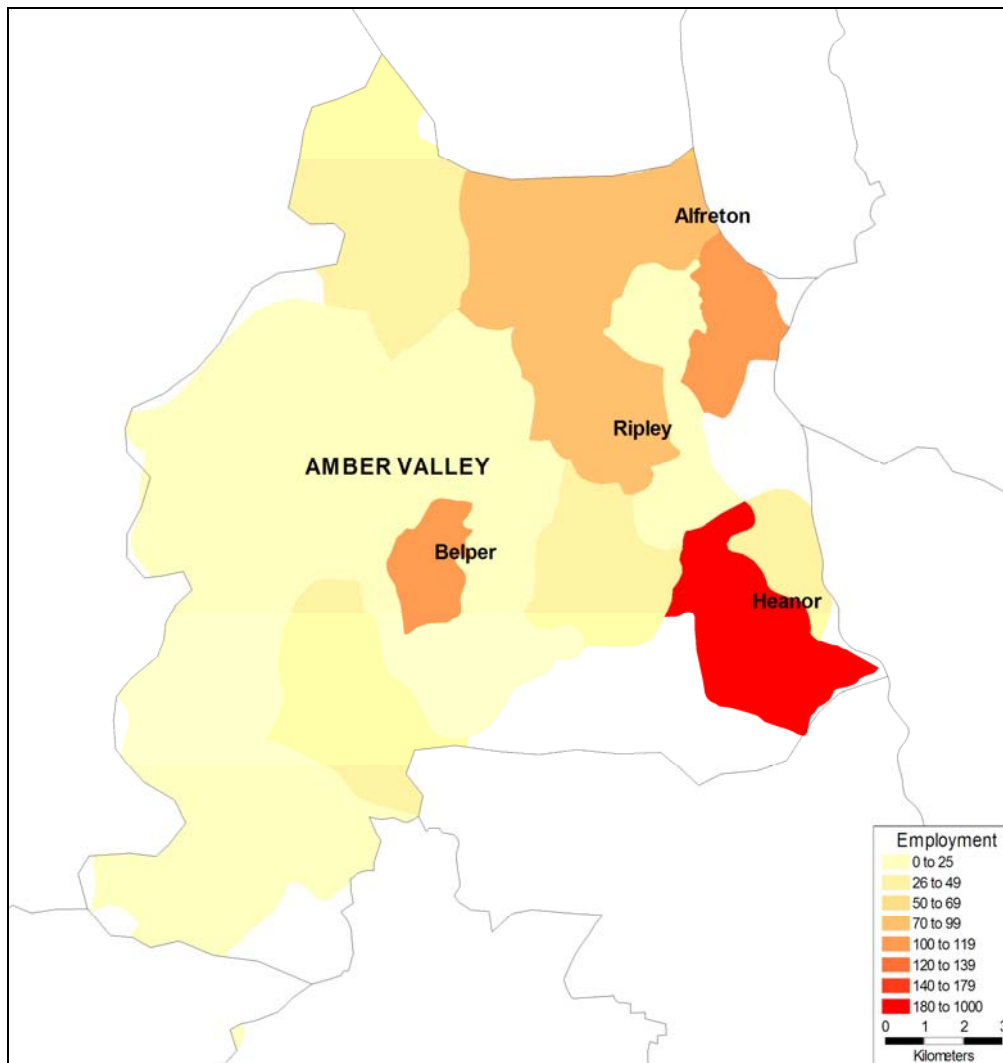 Alfreton
Ripley
AMBER VALLEY
Belper
Heanor
Employment
0 to 25
26 to 49
50 to 69
70 to 99
100 to 119
120 to 139
140 to 179
180 to 1000
0 1 2 3
Kilometers